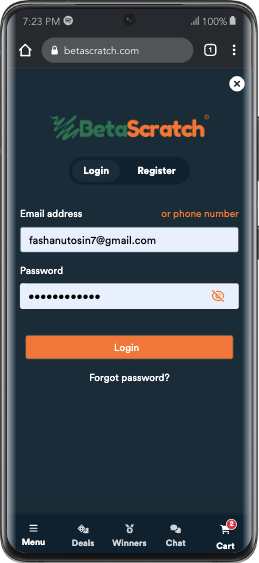 7:23 PM
100%
betascratch.com
1
BetaScratch®
Login Register
Email address or phone number
fashanutosin7@gmail.com
Password
••••••••••••
Login
Forgot password?
2
Menu Deals Winners Chat Cart